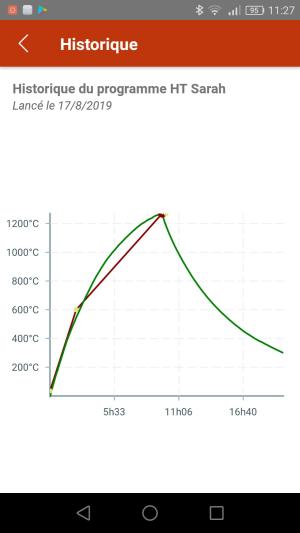 95 11:27
Historique
Historique du programme HT Sarah
Lancé le 17/8/2019
1200°C
1000°C
800°C
600°C
400°C
200°C
5h33 11h06 16h40